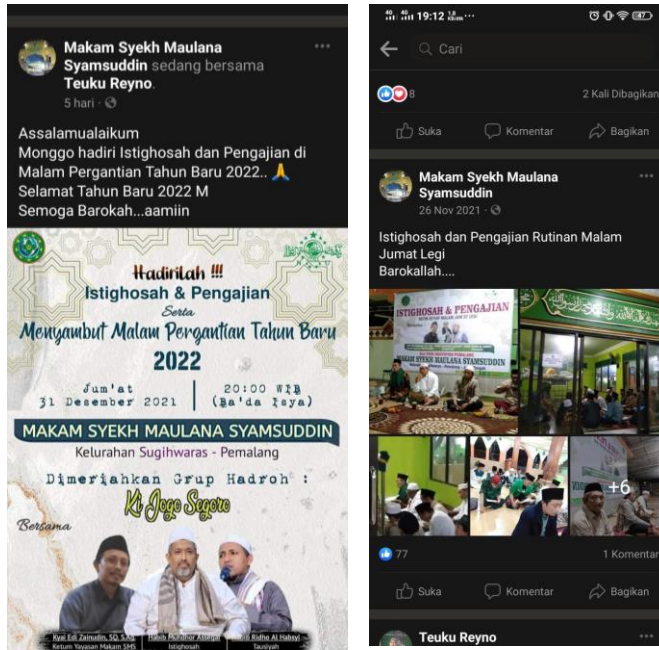 Makam Syekh Maulana
Syamsuddin sedang bersama
Teuku Reyno.
5 hari ·
Assalamualaikum
Monggo hadiri Istighosah dan Pengajian di
Malam Pergantian Tahun Baru 2022..
Selamat Tahun Baru 2022 M
Semoga Barokah...aamiin
Hadirilah !!!
Istighosah & Pengajian
Serta
Menyambut Malam Pergantian Tahun Baru
2022
Jum'at
31 Desember 2021
20:00 WIB
(Ba'da Isya)
MAKAM SYEKH MAULANA SYAMSUDDIN
Kelurahan Sugihwaras - Pemalang
Dimeriahkan Grup Hadroh :
Ki Jogo Segoro
Bersama
Kyai Edi Zainudin, SQ, S.Ag.
Ketum Yayasan Makam SMS
Istighosah
Ridho Al Habsyi
Tausiyah
4G 4G 19:12 1,8
47
Cari
8
2 Kali Dibagikan
Suka
Komentar
Bagikan
Makam Syekh Maulana
Syamsuddin
26 Nov 2021 ·
Istighosah dan Pengajian Rutinan Malam
Jumat Legi
Barokallah....
ISTIGHOSAH & PENGAJIAN
MAKAM SYEKH MAULANA SYAMSUDDIN
+6
77
1 Komentar
Suka
Komentar
Bagikan
Teuku Reyno